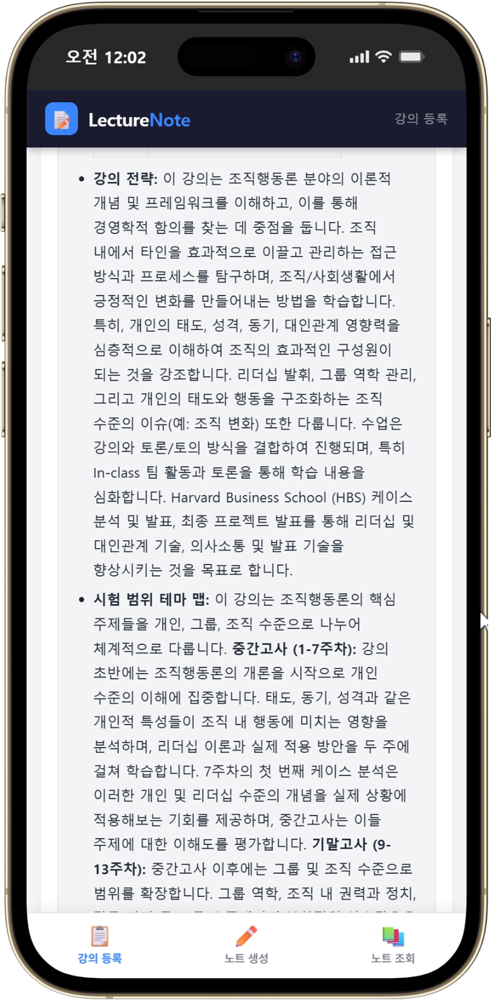 오전 12:02
LectureNote
강의 등록
• 강의 전략: 이 강의는 조직행동론 분야의 이론적
개념 및 프레임워크를 이해하고, 이를 통해
경영학적 함의를 찾는 데 중점을 둡니다. 조직
내에서 타인을 효과적으로 이끌고 관리하는 접근
방식과 프로세스를 탐구하며, 조직/사회생활에서
긍정적인 변화를 만들어내는 방법을 학습합니다.
특히, 개인의 태도, 성격, 동기, 대인관계 영향력을
심층적으로 이해하여 조직의 효과적인 구성원이
되는 것을 강조합니다. 리더십 발휘, 그룹 역학 관리,
그리고 개인의 태도와 행동을 구조화하는 조직
수준의 이슈(예: 조직 변화) 또한 다룹니다. 수업은
강의와 토론/토의 방식을 결합하여 진행되며, 특히
In-class 팀 활동과 토론을 통해 학습 내용을
심화합니다. Harvard Business School (HBS) 케이스
분석 및 발표, 최종 프로젝트 발표를 통해 리더십 및
대인관계 기술, 의사소통 및 발표 기술을
향상시키는 것을 목표로 합니다.
• 시험 범위 테마 맵: 이 강의는 조직행동론의 핵심
주제들을 개인, 그룹, 조직 수준으로 나누어
체계적으로 다룹니다. 중간고사 (1-7주차): 강의
초반에는 조직행동론의 개론을 시작으로 개인
수준의 이해에 집중합니다. 태도, 동기, 성격과 같은
개인적 특성들이 조직 내 행동에 미치는 영향을
분석하며, 리더십 이론과 실제 적용 방안을 두 주에
걸쳐 학습합니다. 7주차의 첫 번째 케이스 분석은
이러한 개인 및 리더십 수준의 개념을 실제 상황에
적용해보는 기회를 제공하며, 중간고사는 이들
주제에 대한 이해도를 평가합니다. 기말고사 (9-
13주차): 중간고사 이후에는 그룹 및 조직 수준으로
범위를 확장합니다. 그룹 역학, 조직 내 권력과 정치,
강의 등록
노트 생성
노트 조회